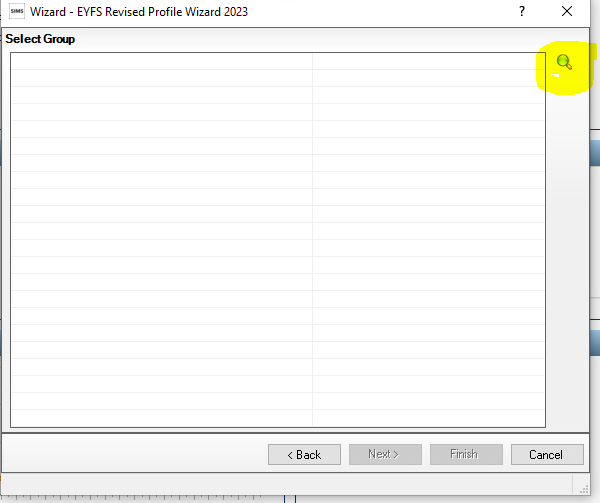 SIMS Wizard - EYFS Revised Profile Wizard 2023 ?
Select Group
< Back Next > Finish Cancel